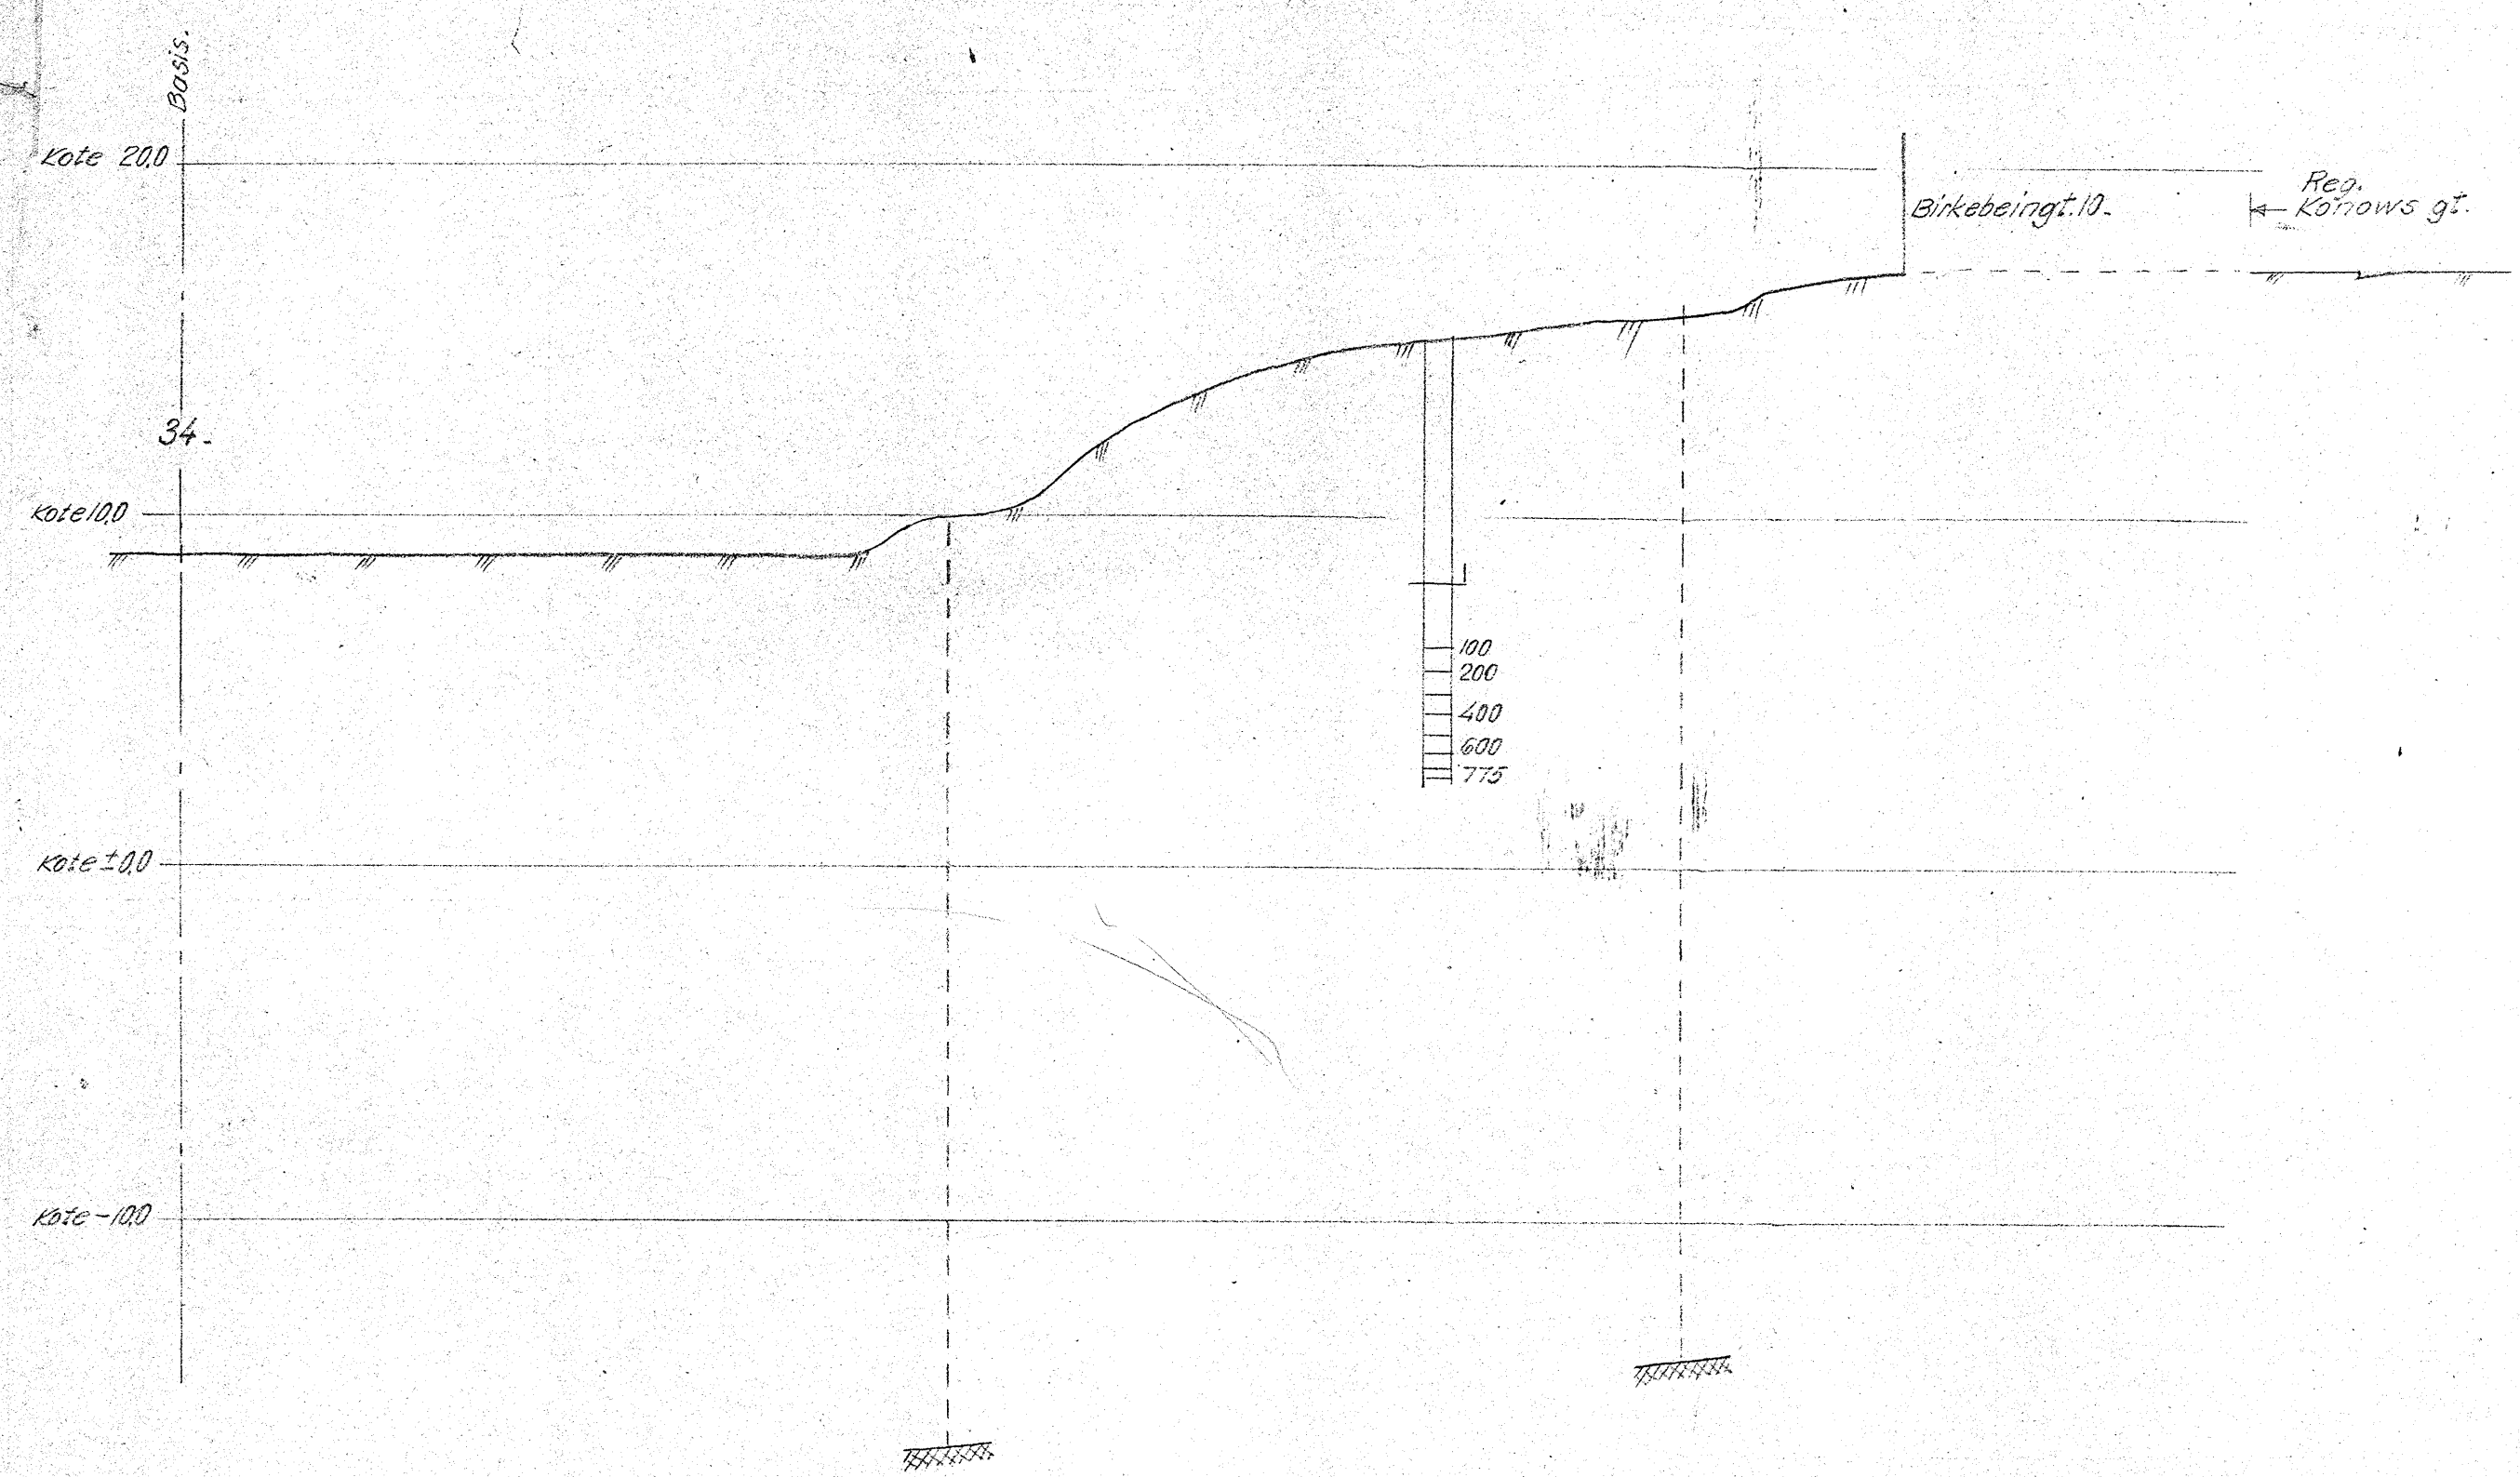 Basis.
Kote 20,0
Reg.
Birkebeingt. 10.
Konows gt.
34.
Kote 10,0
100
200
400
600
775
Kote ± 0,0
Kote - 10,0